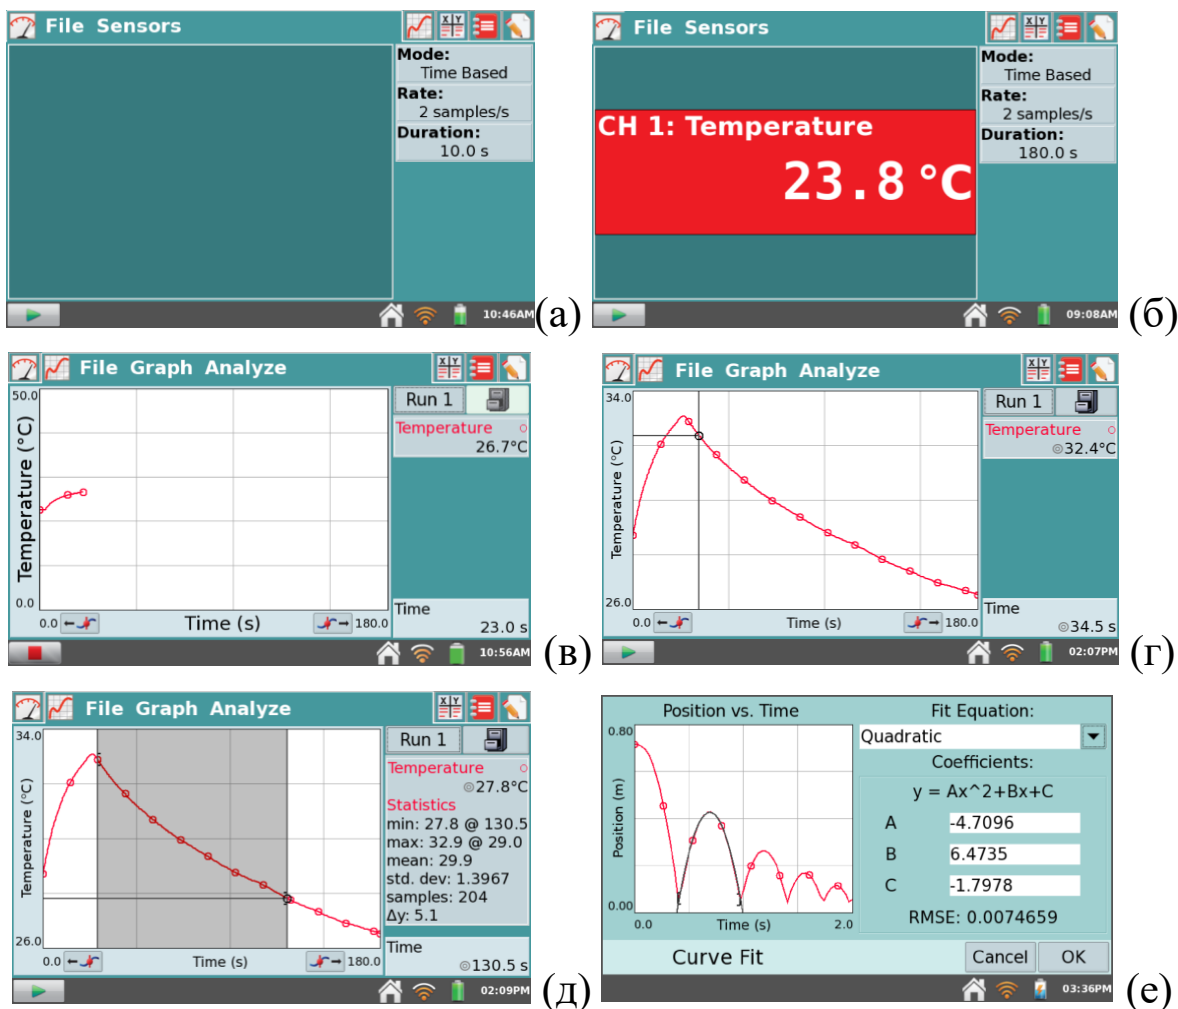 File Sensors
Mode:
Time Based
Rate:
2 samples/s
Duration:
10.0 s
10:46AM
(а)
File Sensors
CH 1: Temperature
23.8 °C
Mode:
Time Based
Rate:
2 samples/s
Duration:
180.0 s
09:08AM
(б)
File Graph Analyze
X Y
50.0
Temperature (°C)
0.0
0.0
Time (s)
180.0
Run 1
Temperature
26.7°C
Time
23.0 s
10:56AM
(в)
File Graph Analyze
X Y
34.0
Temperature (°C)
26.0
0.0
Time (s)
180.0
Run 1
Temperature
32.4°C
Time
34.5 s
02:07PM
(г)
File Graph Analyze
X Y
34.0
Temperature (°C)
26.0
0.0
Time (s)
180.0
Run 1
Temperature
27.8°C
Statistics
min: 27.8 @ 130.5
max: 32.9 @ 29.0
mean: 29.9
std. dev: 1.3967
samples: 204
Δy: 5.1
Time
130.5 s
02:09PM
(д)
Position vs. Time
0.80
Position (m)
0.00
0.0
Time (s)
2.0
Fit Equation:
Quadratic
Coefficients:
y = Ax^2+Bx+C
A -4.7096
B 6.4735
C -1.7978
RMSE: 0.0074659
Curve Fit
Cancel
OK
03:36PM
(е)